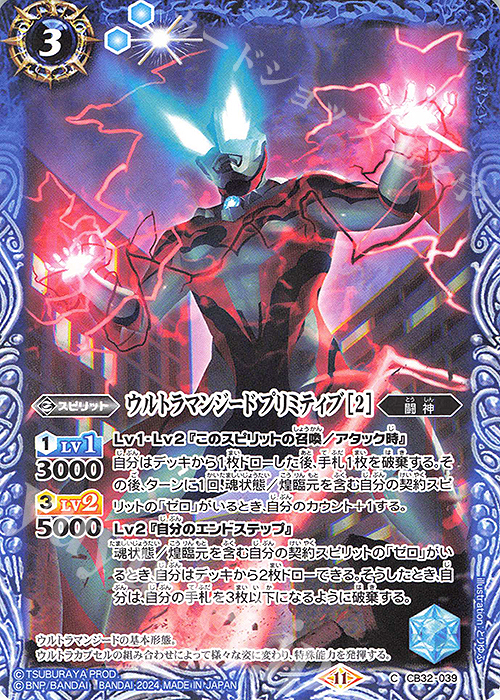 3
スピリット
ウルトラマンジードプリミティブ[2]
闘神
とうしん
1 LV1 3000
3 LV2 5000
Lv1・Lv2『このスピリットの召喚/アタック時』
自分はデッキから1枚ドローした後、手札1枚を破棄する。そ
の後、ターンに1回、魂状態/煌臨元を含む自分の契約スピ
リットの「ゼロ」がいるとき、自分のカウント+1する。
Lv2『自分のエンドステップ』
魂状態/煌臨元を含む自分の契約スピリットの「ゼロ」がい
るとき、自分はデッキから2枚ドローできる。そうしたとき、自
分は、自分の手札を3枚以下になるように破棄する。
ウルトラマンジードの基本形態。
ウルトラカプセルの組み合わせによって様々な姿に変わり、特殊能力を発揮する。
©TSUBURAYA PROD.
©BNP/BANDAI ©BANDAI 2024 MADE IN JAPAN
11
C CB32-039